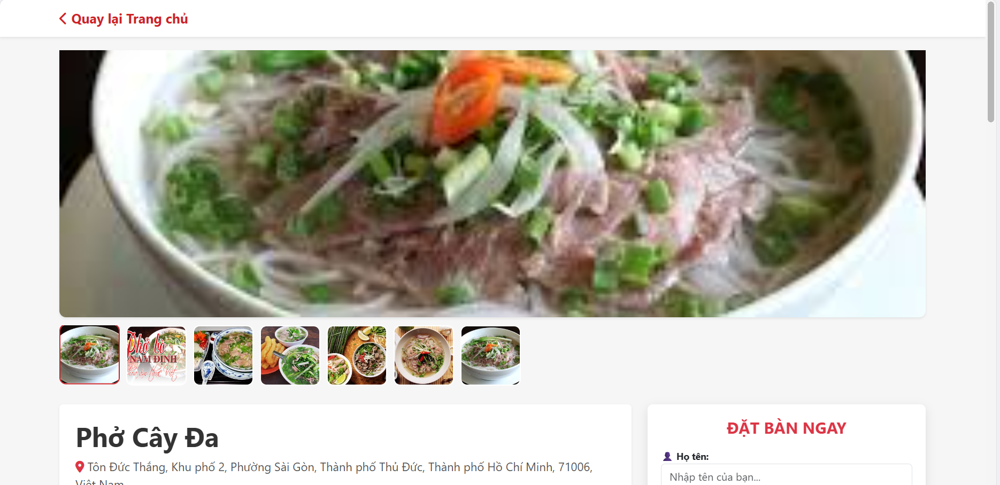 Quay lại Trang chủ
Phở bò
NAM ĐỊNH
Phở Cây Đa
Tôn Đức Thắng, Khu phố 2, Phường Sài Gòn, Thành phố Thủ Đức, Thành phố Hồ Chí Minh, 71006,
Việt Nam
ĐẶT BÀN NGAY
Họ tên:
Nhập tên của bạn...